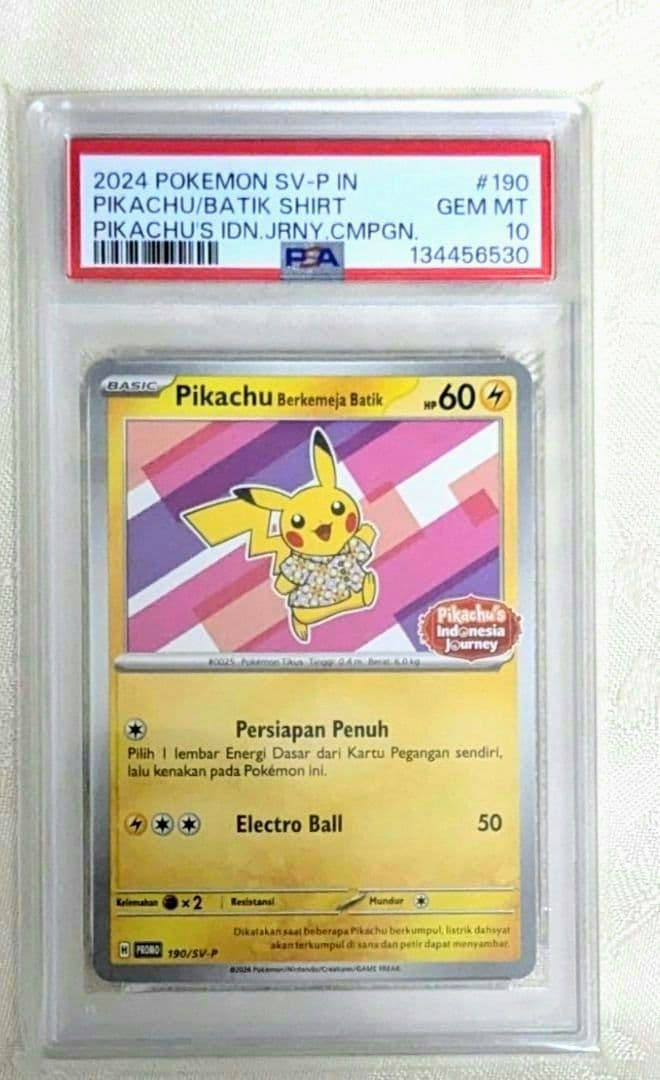 2024 POKEMON SV-P IN #190
PIKACHU/BATIK SHIRT GEM MT
PIKACHU'S IDN.JRNY.CMPGN. 10
PSA 134456530
BASIC Pikachu Berkemeja Batik HP 60
Pikachu's
Indonesia
Journey
#0025 Pokémon Tikus Tinggi: 0.4 m Berat: 6.0 kg
Persiapan Penuh
Pilih 1 lembar Energi Dasar dari Kartu Pegangan sendiri,
lalu kenakan pada Pokémon ini.
Electro Ball 50
Kelemahan ×2 Resistansi Mundur
Dikatakan saat beberapa Pikachu berkumpul, listrik dahsyat
akan terkumpul di sana dan petir dapat menyambar.
H PROMO 190/SV-P
©2024 Pokémon/Nintendo/Creatures/GAME FREAK.